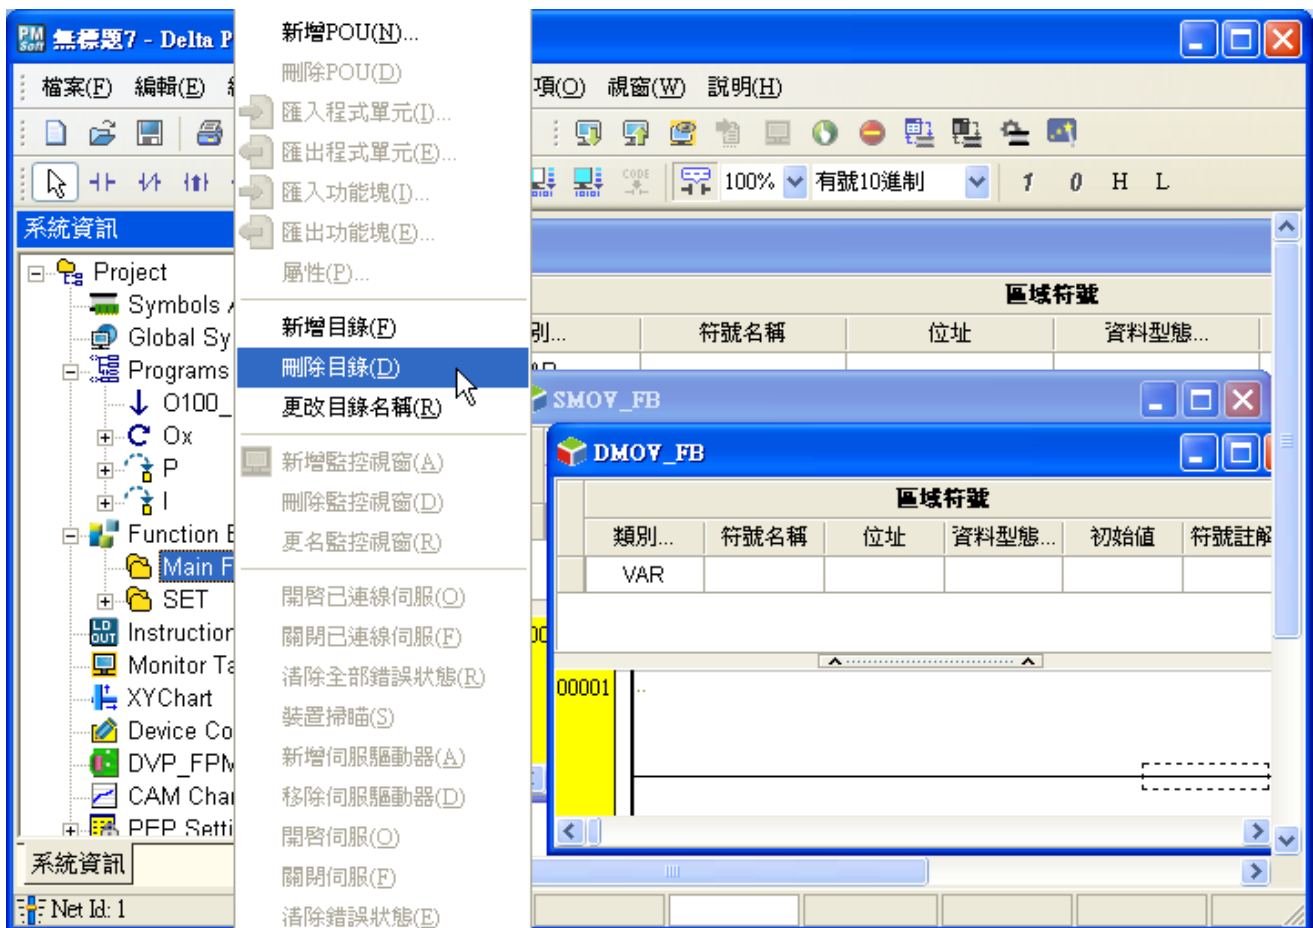 無標題7 - Delta P
檔案(F) 編輯(E)
項(O) 視窗(W) 說明(H)
CODE
100%
有號10進制
1 0 H L
系統資訊
Project
Symbols
Global Sy
Programs
O100_
Ox
P
I
Function
Main F
SET
Instruction
Monitor Ta
XYChart
Device Co
DVP_FPM
CAM Char
PEP Setti
系統資訊
Net Id: 1
新增POU(N)...
刪除POU(D)
匯入程式單元(I)...
匯出程式單元(E)...
匯入功能塊(I)...
匯出功能塊(E)...
屬性(P)...
新增目錄(F)
刪除目錄(D)
更改目錄名稱(R)
新增監控視窗(A)
刪除監控視窗(D)
更名監控視窗(R)
開啓已連線伺服(O)
關閉已連線伺服(F)
清除全部錯誤狀態(R)
裝置掃瞄(S)
新增伺服驅動器(A)
移除伺服驅動器(D)
開啓伺服(O)
關閉伺服(F)
清除錯誤狀態(E)
區域符號
別... 符號名稱 位址 資料型態...
SMOV_FB
DMOV_FB
區域符號
類別... 符號名稱 位址 資料型態... 初始值 符號註解
VAR
00001